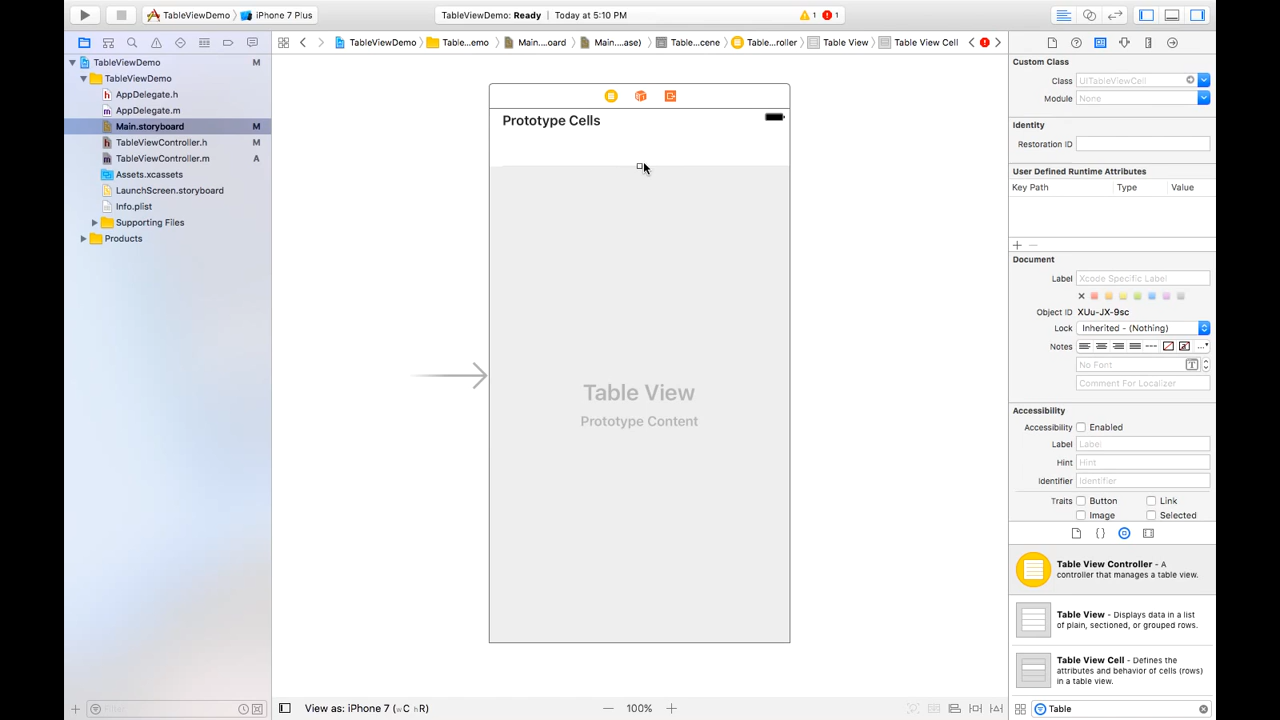 TableViewDemo
iPhone 7 Plus
TableViewDemo: Ready
Today at 5:10 PM
1
1
TableViewDemo
Table...emo
Main....oard
Main....ase)
Table...cene
Table...roller
Table View
Table View Cell
TableViewDemo M
TableViewDemo
AppDelegate.h
AppDelegate.m
Main.storyboard M
TableViewController.h M
TableViewController.m A
Assets.xcassets
LaunchScreen.storyboard
Info.plist
Supporting Files
Products
Filter
Prototype Cells
Table View
Prototype Content
View as: iPhone 7 (wC hR)
100%
Custom Class
Class UITableViewCell
Module None
Identity
Restoration ID
User Defined Runtime Attributes
Key Path Type Value
Document
Label Xcode Specific Label
Object ID XUu-JX-9sc
Lock Inherited - (Nothing)
Notes
No Font
Comment For Localizer
Accessibility
Accessibility Enabled
Label Label
Hint Hint
Identifier Identifier
Traits Button Link
Image Selected
Table View Controller - A
controller that manages a table view.
Table View - Displays data in a list
of plain, sectioned, or grouped rows.
Table View Cell - Defines the
attributes and behavior of cells (rows)
in a table view.
Table